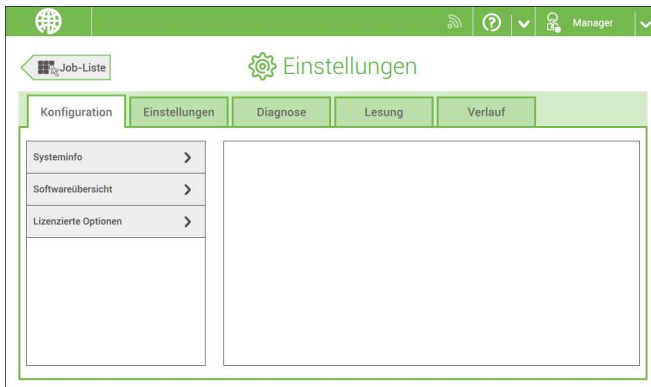 Manager
Job-Liste
Einstellungen
Konfiguration Einstellungen Diagnose Lesung Verlauf
Systeminfo
Softwareübersicht
Lizenzierte Optionen